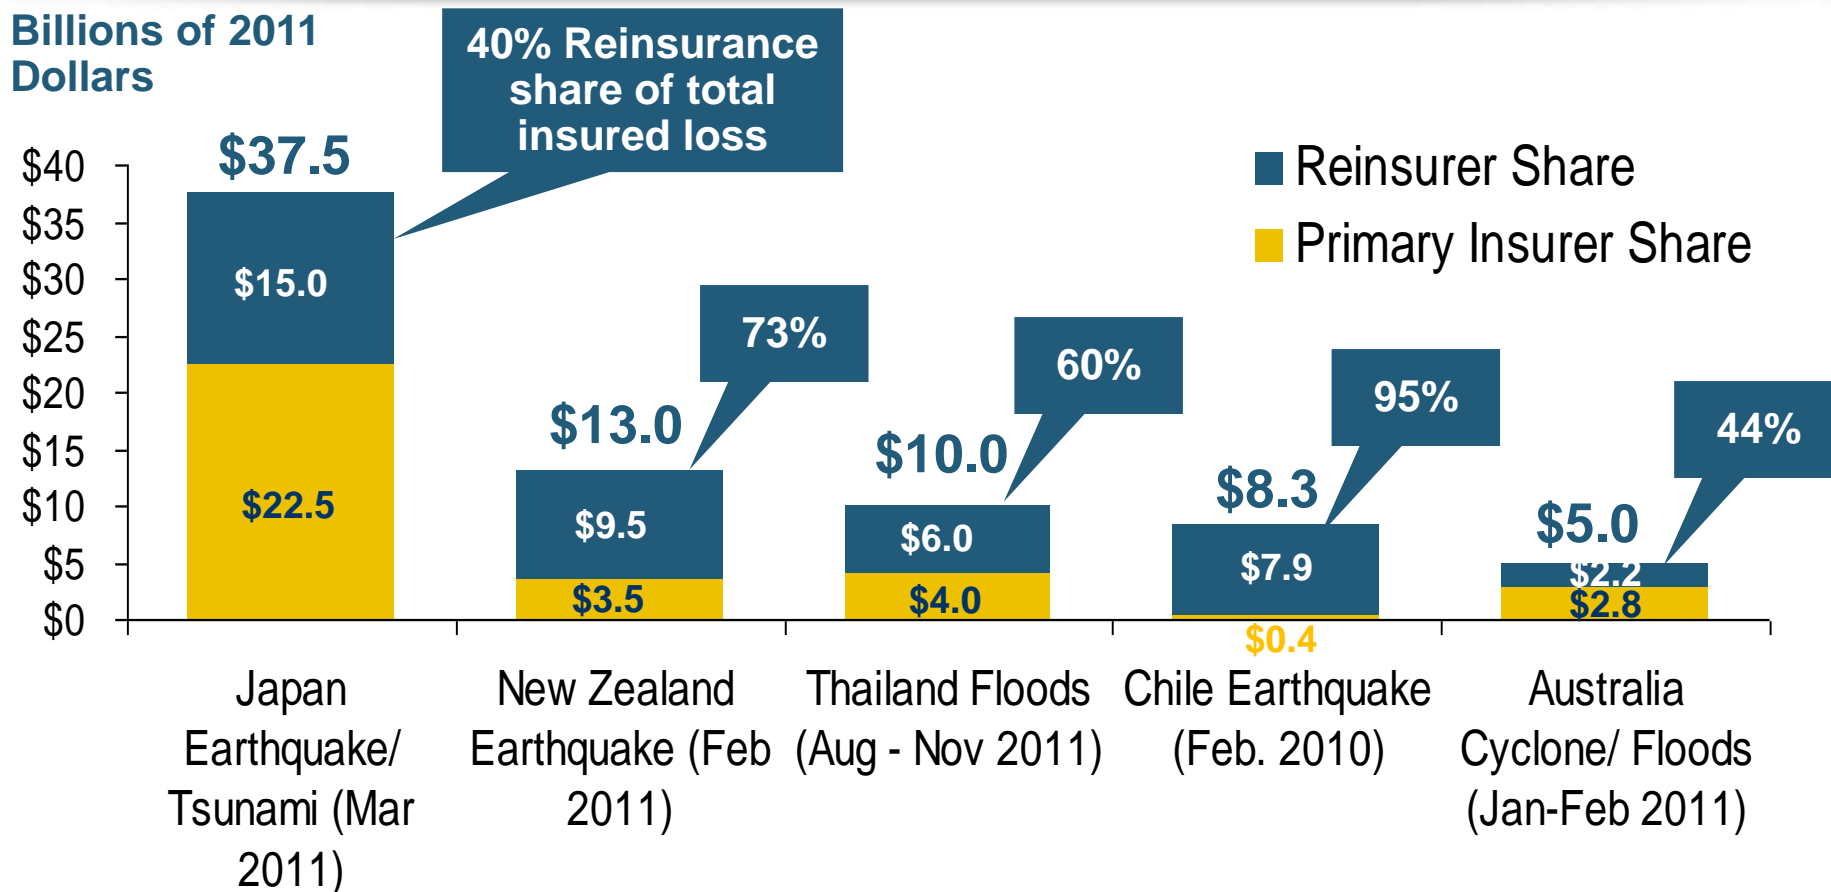 Billions of 2011
Dollars
40% Reinsurance
share of total
insured loss
Reinsurer Share
Primary Insurer Share
$40
$35
$30
$25
$20
$15
$10
$5
$0
$37.5
$15.0
$22.5
73%
$13.0
$9.5
$3.5
60%
$10.0
$6.0
$4.0
95%
$8.3
$7.9
$0.4
44%
$5.0
$2.2
$2.8
Japan
Earthquake/
Tsunami (Mar
2011)
New Zealand
Earthquake (Feb
2011)
Thailand Floods
(Aug - Nov 2011)
Chile Earthquake
(Feb. 2010)
Australia
Cyclone/ Floods
(Jan-Feb 2011)